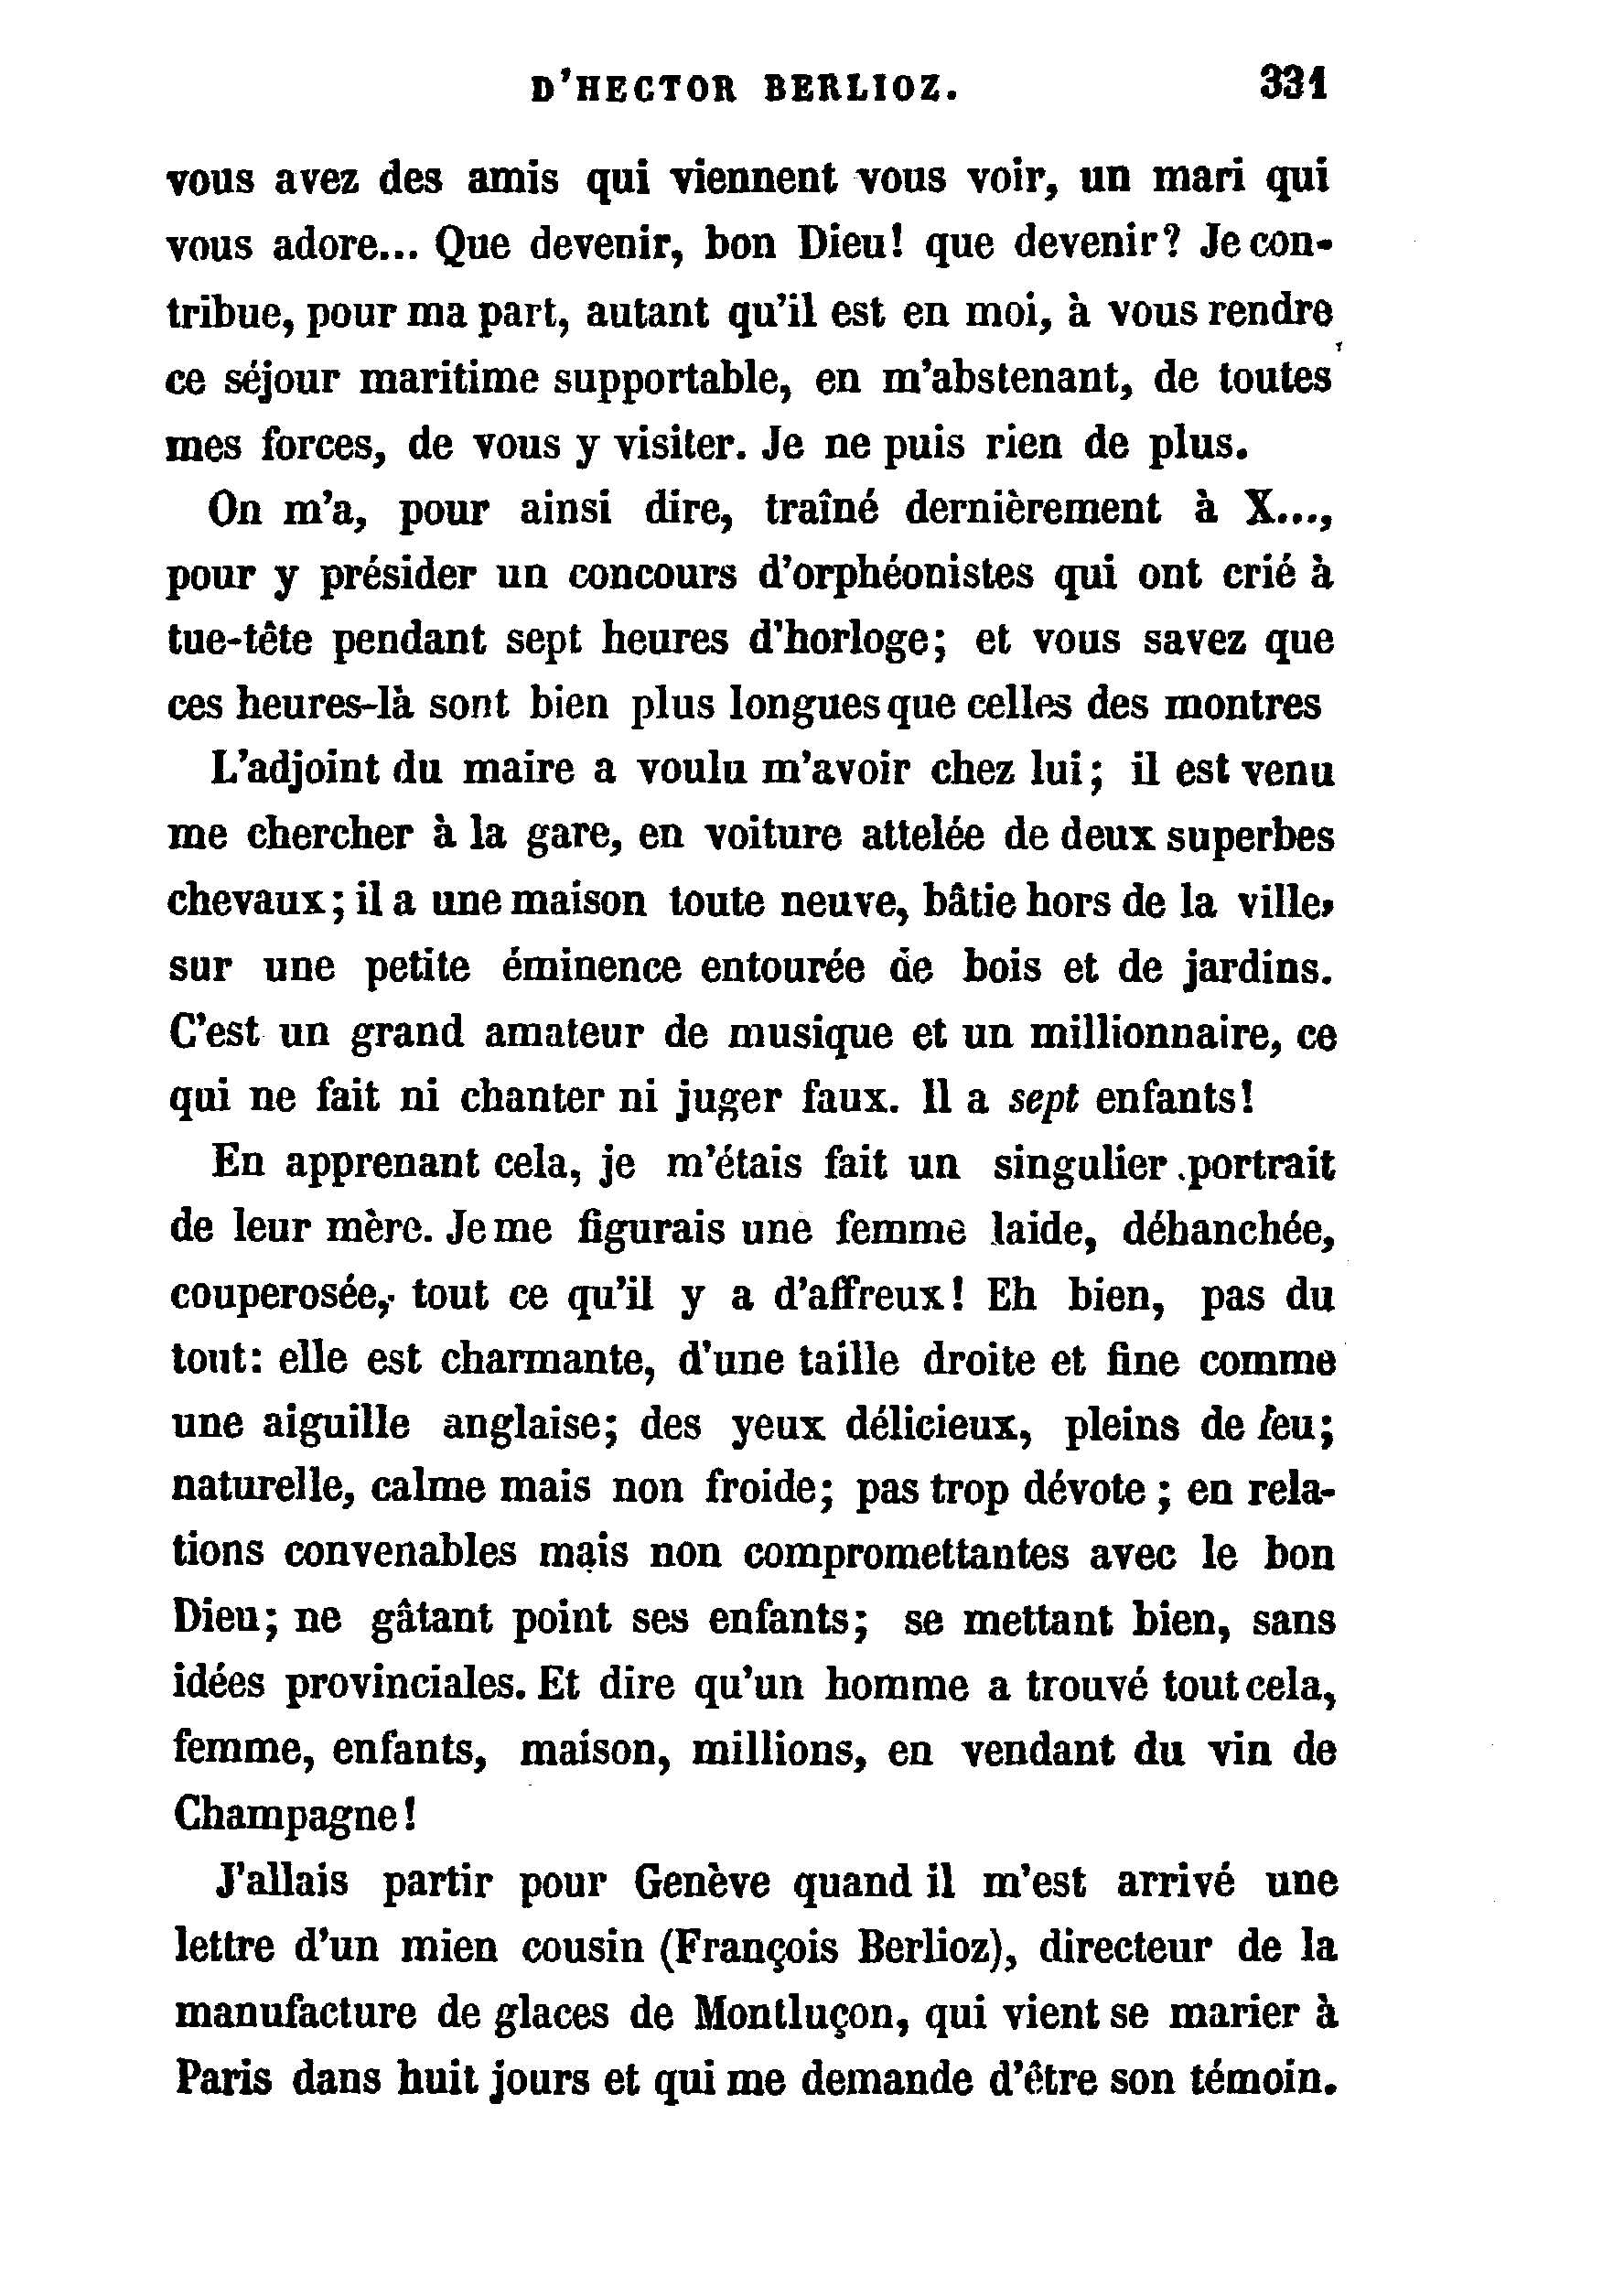 D'HECTOR BERLIOZ. 331
vous avez des amis qui viennent vous voir, un mari qui
vous adore... Que devenir, bon Dieu! que devenir? Je con-
tribue, pour ma part, autant qu'il est en moi, à vous rendre
ce séjour maritime supportable, en m'abstenant, de toutes
mes forces, de vous y visiter. Je ne puis rien de plus.
On m'a, pour ainsi dire, traîné dernièrement à X...,
pour y présider un concours d'orphéonistes qui ont crié à
tue-tête pendant sept heures d'horloge; et vous savez que
ces heures-là sont bien plus longues que celles des montres
L'adjoint du maire a voulu m'avoir chez lui; il est venu
me chercher à la gare, en voiture attelée de deux superbes
chevaux; il a une maison toute neuve, bâtie hors de la ville,
sur une petite éminence entourée de bois et de jardins.
C'est un grand amateur de musique et un millionnaire, ce
qui ne fait ni chanter ni juger faux. Il a sept enfants!
En apprenant cela, je m'étais fait un singulier portrait
de leur mère. Je me figurais une femme laide, déhanchée,
couperosée, tout ce qu'il y a d'affreux! Eh bien, pas du
tout: elle est charmante, d'une taille droite et fine comme
une aiguille anglaise; des yeux délicieux, pleins de feu;
naturelle, calme mais non froide; pas trop dévote; en rela-
tions convenables mais non compromettantes avec le bon
Dieu; ne gâtant point ses enfants; se mettant bien, sans
idées provinciales. Et dire qu'un homme a trouvé tout cela,
femme, enfants, maison, millions, en vendant du vin de
Champagne!
J'allais partir pour Genève quand il m'est arrivé une
lettre d'un mien cousin (François Berlioz), directeur de la
manufacture de glaces de Montluçon, qui vient se marier à
Paris dans huit jours et qui me demande d'être son témoin.